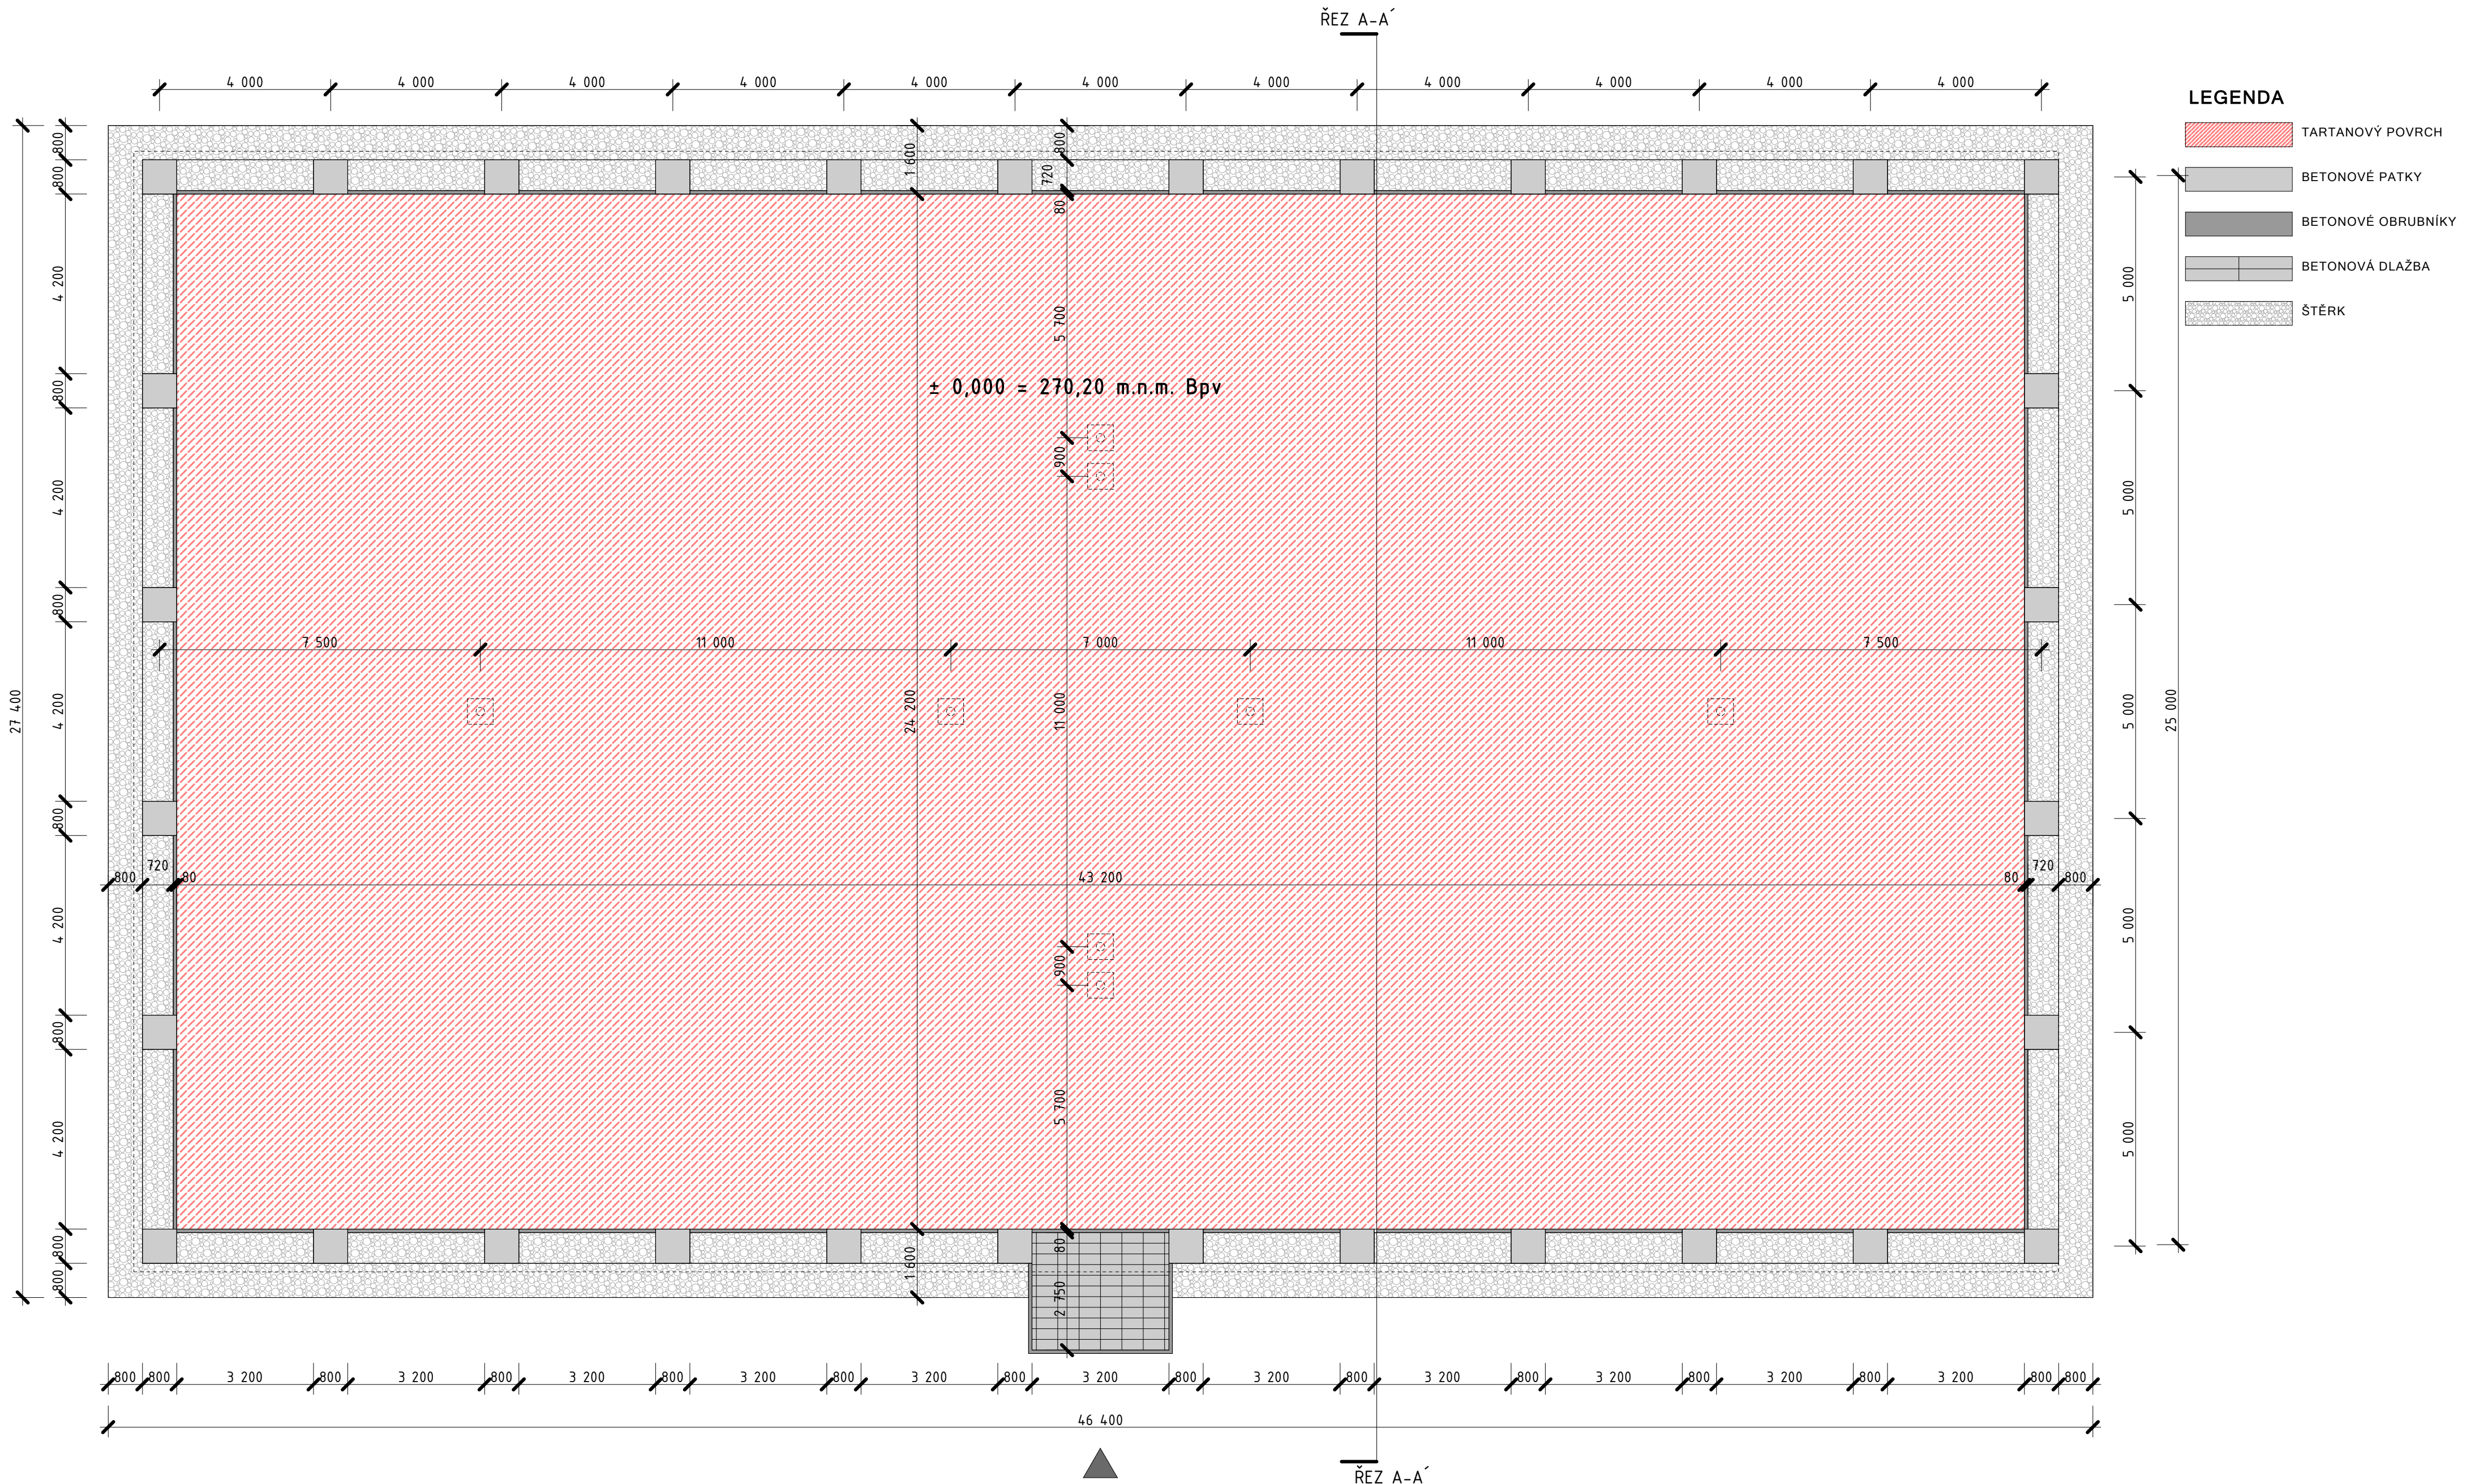 ŘEZ A-A´
4 000 4 000 4 000 4 000 4 000 4 000 4 000 4 000 4 000 4 000 4 000
LEGENDA
TARTANOVÝ POVRCH
BETONOVÉ PATKY
BETONOVÉ OBRUBNÍKY
BETONOVÁ DLAŽBA
ŠTĚRK
27 400
800
800
4 200
800
4 200
800
4 200
800
4 200
800
4 200
800
800
1 600
24 200
1 600
800
720
80
5 700
900
11 000
900
5 700
80
2 750
± 0,000 = 270,20 m.n.m. Bpv
7 500 11 000 7 000 11 000 7 500
800 720 80 43 200 80 720 800
5 000
5 000
5 000
5 000
5 000
25 000
800 800 3 200 800 3 200 800 3 200 800 3 200 800 3 200 800 3 200 800 3 200 800 3 200 800 3 200 800 3 200 800 3 200 800 800
46 400
ŘEZ A-A´